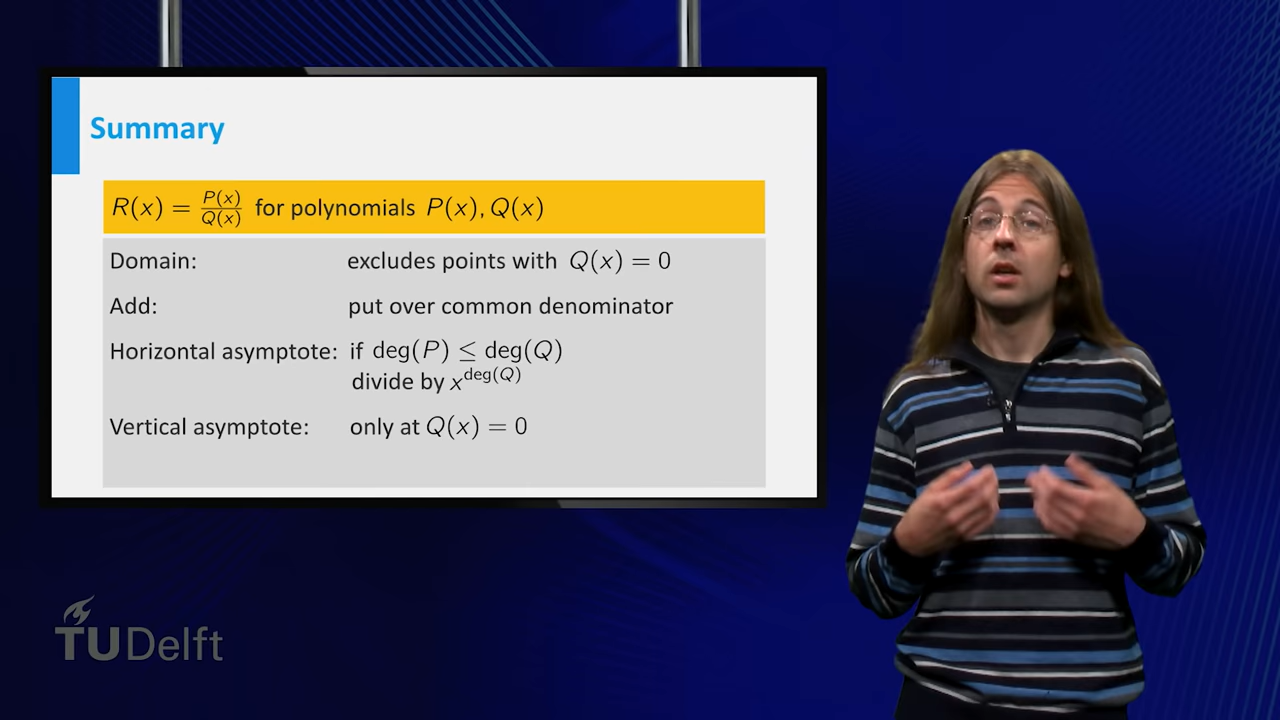 Summary
R(x) = P(x)/Q(x) for polynomials P(x), Q(x)
Domain: excludes points with Q(x) = 0
Add: put over common denominator
Horizontal asymptote: if deg(P) ≤ deg(Q)
divide by x^deg(Q)
Vertical asymptote: only at Q(x) = 0
TUDelft